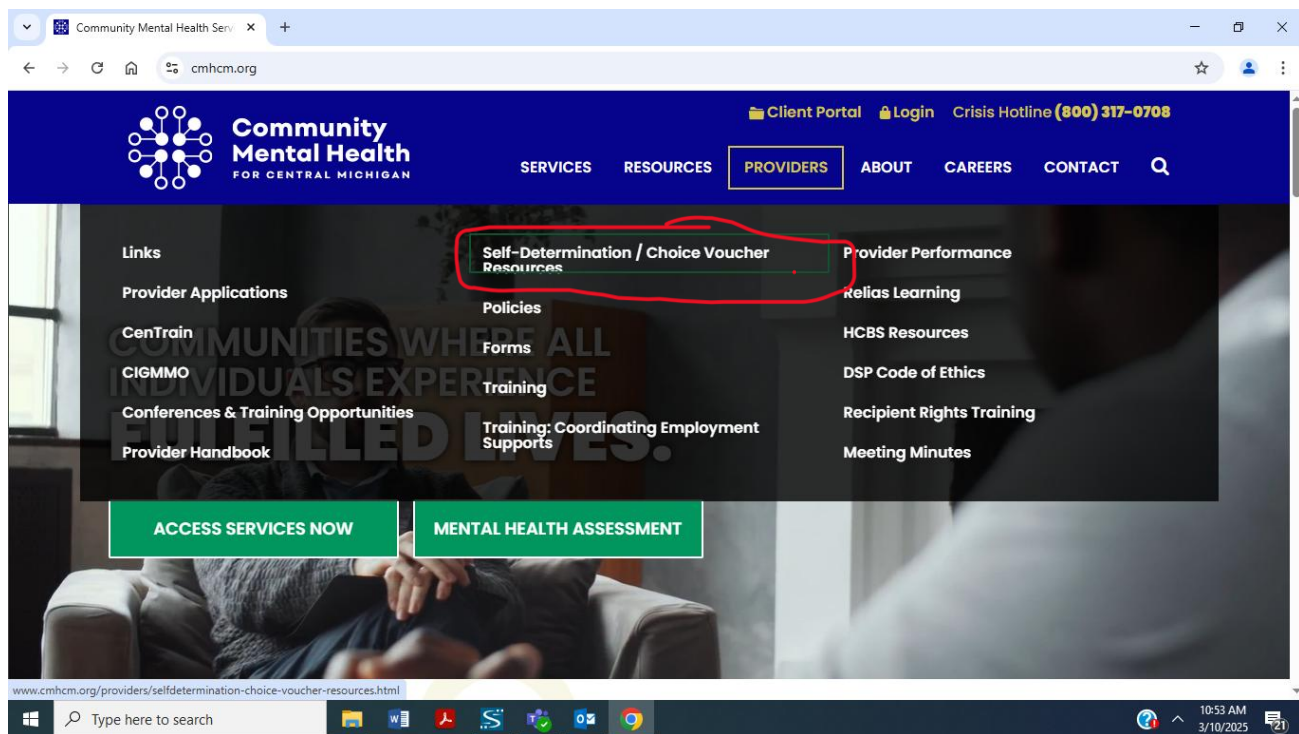 Community Mental Health Serv
cmhcm.org
Client Portal Login Crisis Hotline (800) 317-0708
Community
Mental Health
FOR CENTRAL MICHIGAN
SERVICES RESOURCES PROVIDERS ABOUT CAREERS CONTACT
Links
Provider Applications
CenTrain
CIGMMO
Conferences & Training Opportunities
Provider Handbook
Self-Determination / Choice Voucher
Resources
Policies
Forms
Training
Training: Coordinating Employment
Supports
Provider Performance
Relias Learning
HCBS Resources
DSP Code of Ethics
Recipient Rights Training
Meeting Minutes
COMMUNITIES WHERE ALL
INDIVIDUALS EXPERIENCE
FULFILLED LIVES.
ACCESS SERVICES NOW MENTAL HEALTH ASSESSMENT
www.cmhcm.org/providers/selfdetermination-choice-voucher-resources.html
Type here to search
10:53 AM
3/10/2025
21